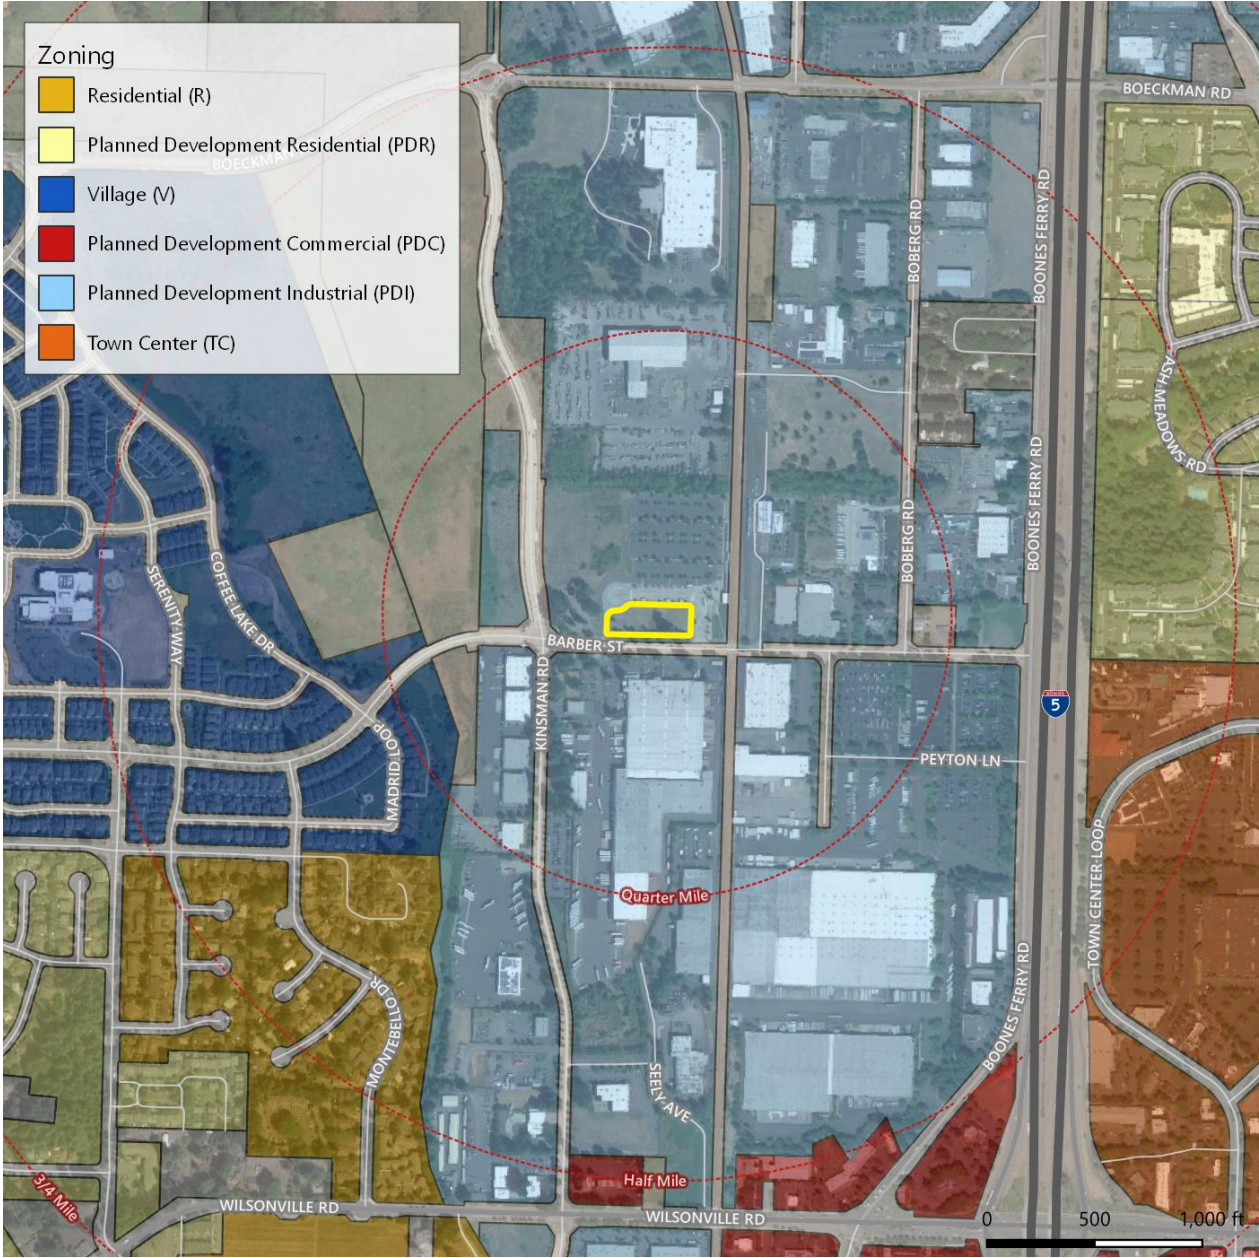 Zoning
Residential (R)
Planned Development Residential (PDR)
Village (V)
Planned Development Commercial (PDC)
Planned Development Industrial (PDI)
Town Center (TC)
BOECKMAN
BOECKMAN RD
BOONES FERRY RD
BOBERG RD
ASH MEADOWS RD
BOONES FERRY RD
BOBERG RD
COFFEE LAKE DR
SERENITY WAY
BARBER ST
KINSMAN RD
INTERSTATE
5
MADRID LOOP
PEYTON LN
TOWN CENTER LOOP
Quarter Mile
MONTEBELLO DR
BOONES FERRY RD
SEELY AVE
Half Mile
3/4 Mile
WILSONVILLE RD
WILSONVILLE RD
0 500 1,000 ft